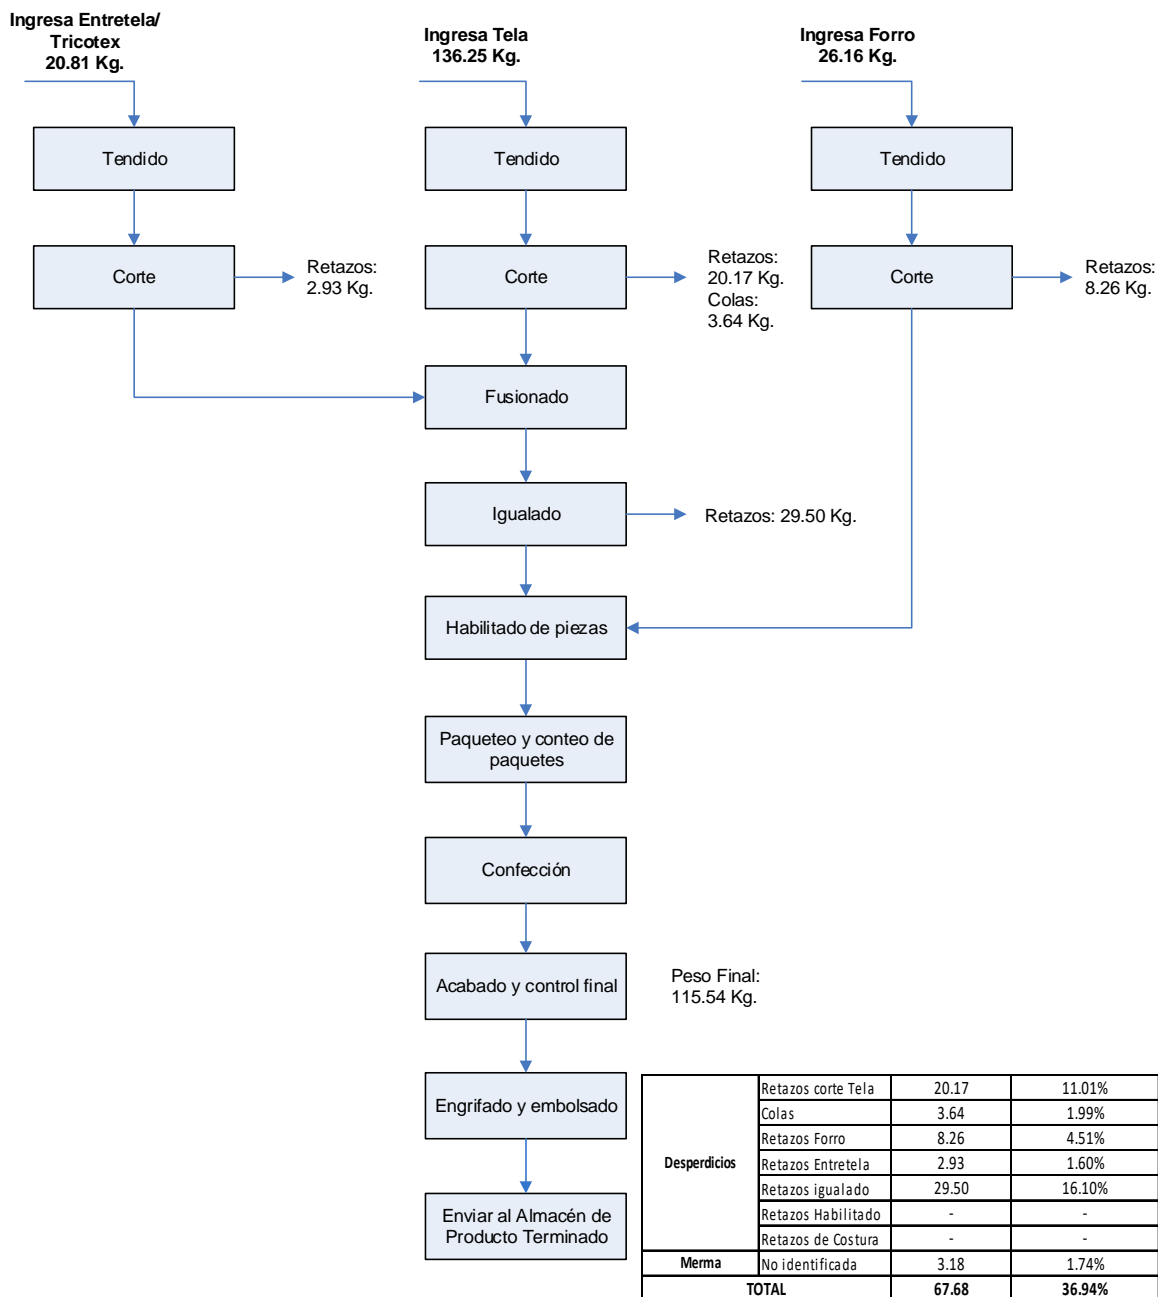 Ingresa Entretela/
Tricotex
20.81 Kg.
Ingresa Tela
136.25 Kg.
Ingresa Forro
26.16 Kg.
Tendido
Tendido
Tendido
Corte
Retazos:
2.93 Kg.
Corte
Retazos:
20.17 Kg.
Colas:
3.64 Kg.
Corte
Retazos:
8.26 Kg.
Fusionado
Igualado
Retazos: 29.50 Kg.
Habilitado de piezas
Paqueteo y conteo de
paquetes
Confección
Acabado y control final
Peso Final:
115.54 Kg.
Engrifado y embolsado
Enviar al Almacén de
Producto Terminado
Desperdicios
Retazos corte Tela 20.17 11.01%
Colas 3.64 1.99%
Retazos Forro 8.26 4.51%
Retazos Entretela 2.93 1.60%
Retazos igualado 29.50 16.10%
Retazos Habilitado - -
Retazos de Costura - -
Merma No identificada 3.18 1.74%
TOTAL 67.68 36.94%